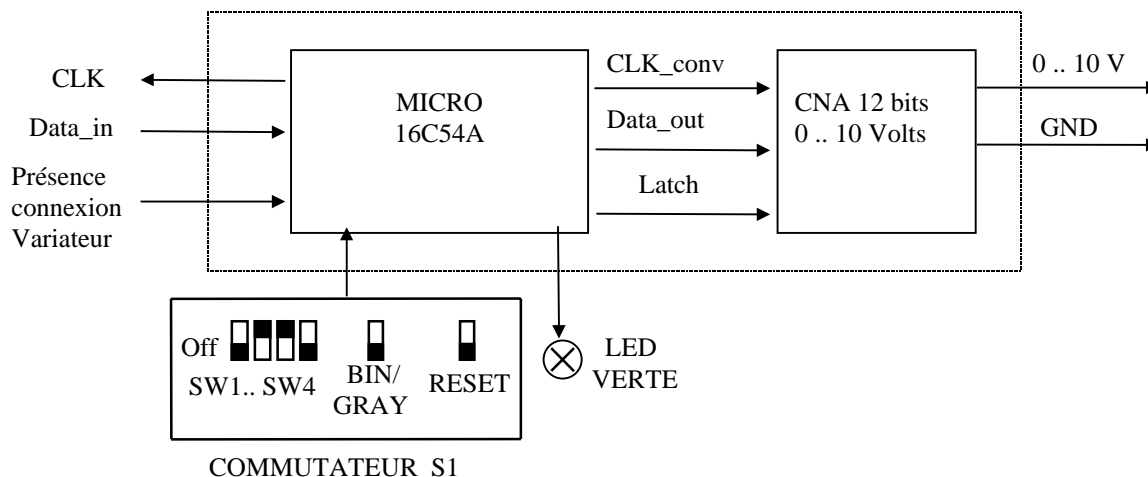 CLK
Data_in
Présence
connexion
Variateur
MICRO
16C54A
CLK_conv
Data_out
Latch
CNA 12 bits
0 .. 10 Volts
0 .. 10 V
GND
Off
SW1.. SW4
BIN/
GRAY
RESET
LED
VERTE
COMMUTATEUR S1